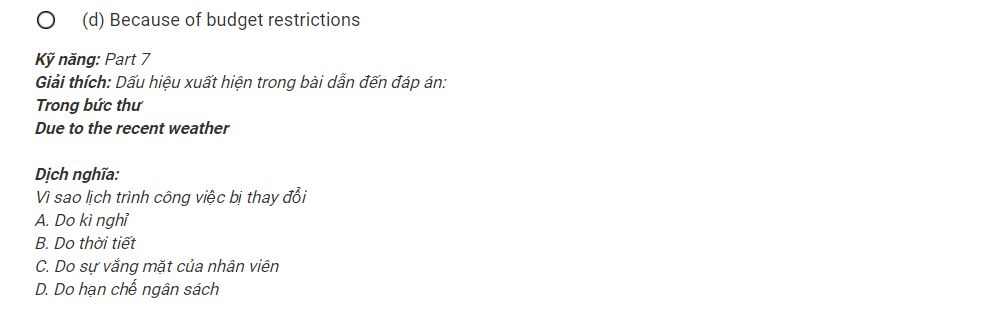 (d) Because of budget restrictions
Kỹ năng: Part 7
Giải thích: Dấu hiệu xuất hiện trong bài dẫn đến đáp án:
Trong bức thư
Due to the recent weather
Dịch nghĩa:
Vì sao lịch trình công việc bị thay đổi
A. Do kì nghỉ
B. Do thời tiết
C. Do sự vắng mặt của nhân viên
D. Do hạn chế ngân sách